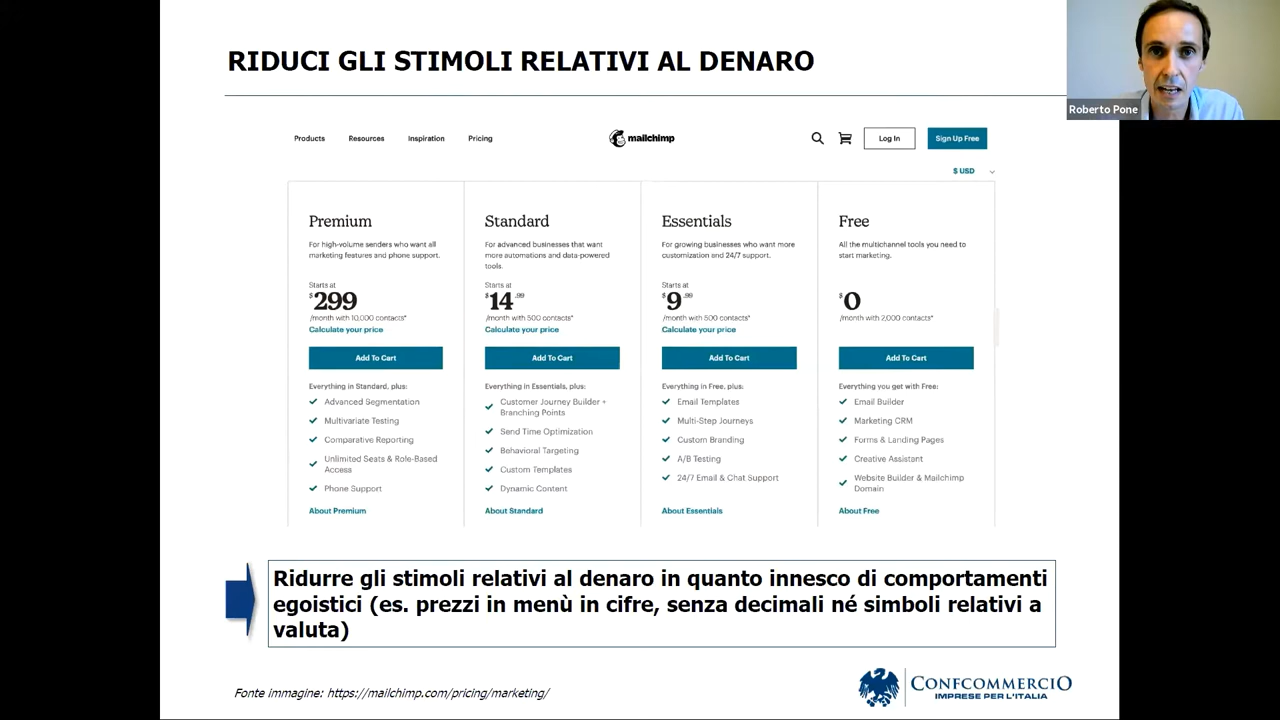 RIDUCI GLI STIMOLI RELATIVI AL DENARO
Roberto Pone
Products Resources Inspiration Pricing
mailchimp
Log In
Sign Up Free
$ USD
Premium
For high-volume senders who want all
marketing features and phone support.
Starts at
$299
/month with 10,000 contacts*
Calculate your price
Add To Cart
Everything in Standard, plus:
Advanced Segmentation
Multivariate Testing
Comparative Reporting
Unlimited Seats & Role-Based
Access
Phone Support
About Premium
Standard
For advanced businesses that want
more automations and data-powered
tools.
Starts at
$14.99
/month with 500 contacts*
Calculate your price
Add To Cart
Everything in Essentials, plus:
Customer Journey Builder +
Branching Points
Send Time Optimization
Behavioral Targeting
Custom Templates
Dynamic Content
About Standard
Essentials
For growing businesses who want more
customization and 24/7 support.
Starts at
$9.99
/month with 500 contacts*
Calculate your price
Add To Cart
Everything in Free, plus:
Email Templates
Multi-Step Journeys
Custom Branding
A/B Testing
24/7 Email & Chat Support
About Essentials
Free
All the multichannel tools you need to
start marketing.
$0
/month with 2,000 contacts*
Add To Cart
Everything you get with Free:
Email Builder
Marketing CRM
Forms & Landing Pages
Creative Assistant
Website Builder & Mailchimp
Domain
About Free
Ridurre gli stimoli relativi al denaro in quanto innesco di comportamenti
egoistici (es. prezzi in menù in cifre, senza decimali né simboli relativi a
valuta)
Fonte immagine: https://mailchimp.com/pricing/marketing/
CONFCOMMERCIO
IMPRESE PER L'ITALIA